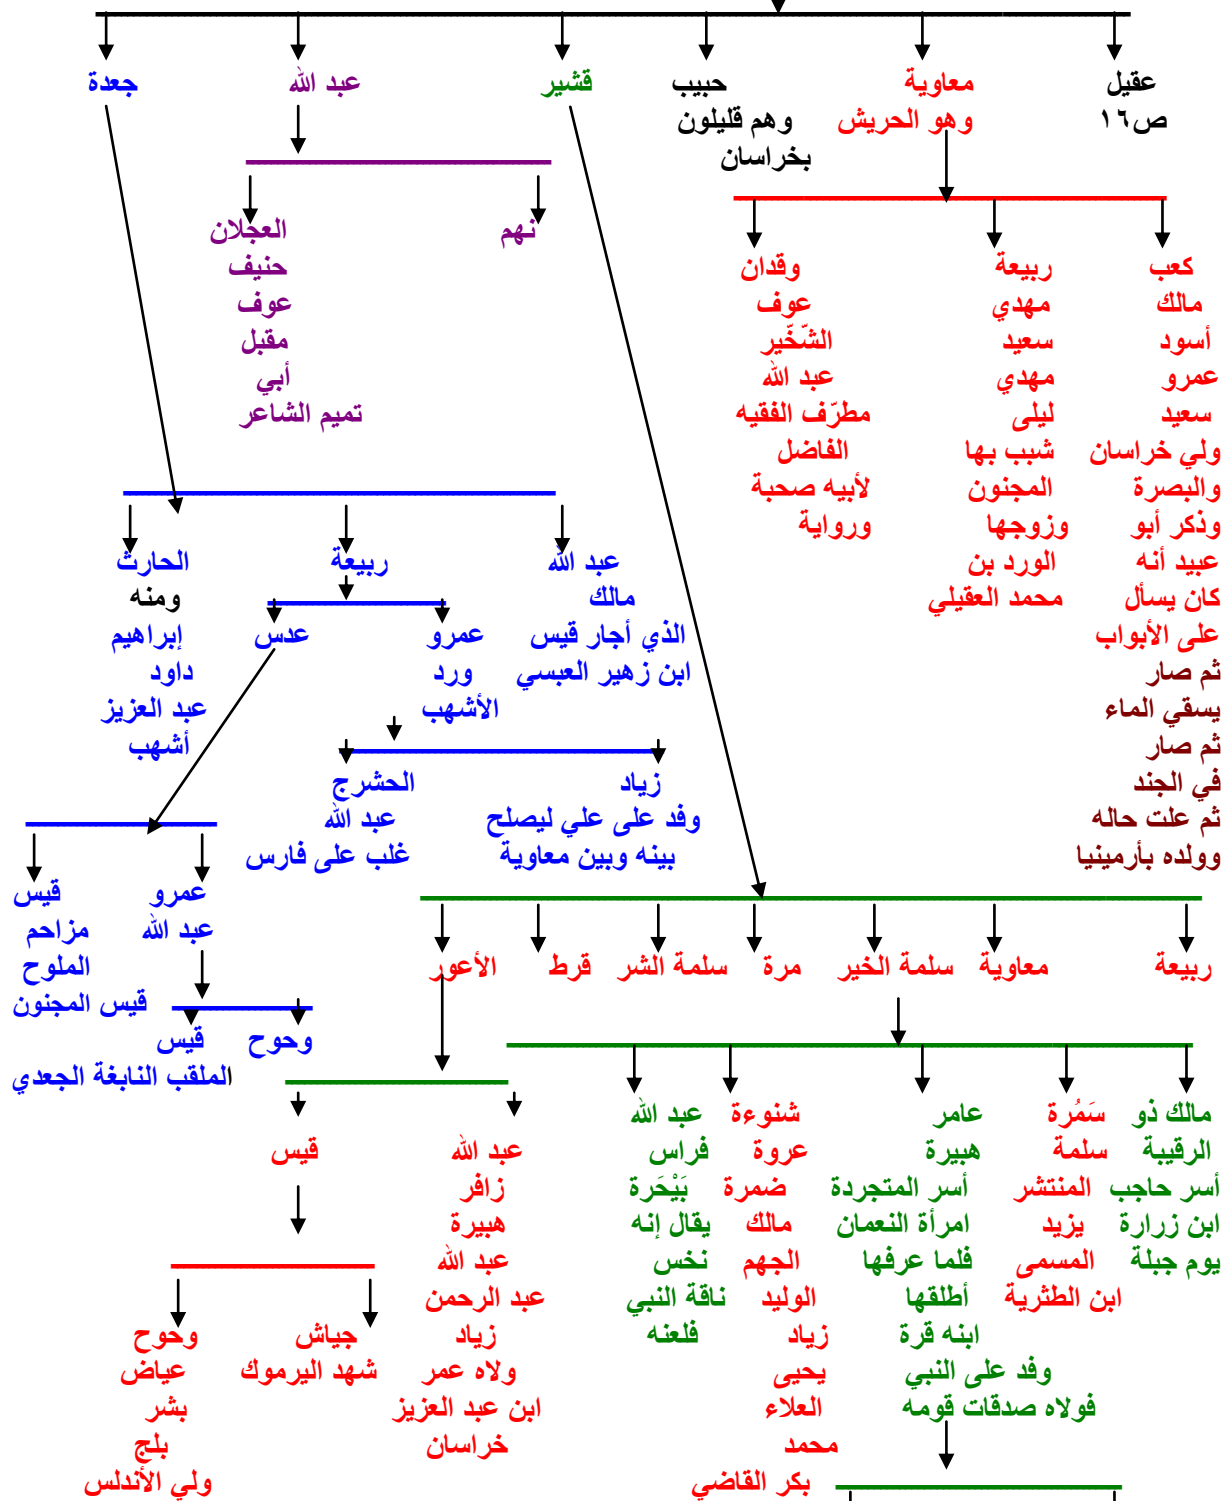 عقيل
ص١٦
معاوية
وهو الحريش
حبيب
وهم قليلون
بخراسان
قشير
عبد الله
جعدة
كعب
مالك
أسود
عمرو
سعيد
ولي خراسان
والبصرة
وذكر أبو
عبيد أنه
كان يسأل
على الأبواب
ثم صار
يسقي الماء
ثم صار
في الجند
ثم علت حاله
وولده بأرمينيا
ربيعة
مهدي
سعيد
مهدي
ليلى
شبب بها
المجنون
وزوجها
الورد بن
محمد العقيلي
وقدان
عوف
الشّخّير
عبد الله
مطرّف الفقيه
الفاضل
لأبيه صحبة
ورواية
نهم
العجلان
حنيف
عوف
مقبل
أبي
تميم الشاعر
عبد الله
مالك
الذي أجار قيس
ابن زهير العبسي
ربيعة
الحارث
ومنه
إبراهيم
داود
عبد العزيز
أشهب
عمرو
ورد
الأشهب
عدس
زياد
وفد على علي ليصلح
بينه وبين معاوية
الحشرج
عبد الله
غلب على فارس
عمرو
عبد الله
قيس
مزاحم
الملوح
قيس المجنون
وحوح
قيس
الملقب النابغة الجعدي
ربيعة
معاوية
سلمة الخير
مرة
سلمة الشر
قرط
الأعور
مالك ذو
الرقيبة
أسر حاجب
ابن زرارة
يوم جبلة
سَمُرة
سلمة
المنتشر
يزيد
المسمى
ابن الطثرية
عامر
هبيرة
أسر المتجردة
امرأة النعمان
فلما عرفها
أطلقها
ابنه قرة
وفد على النبي
فولاه صدقات قومه
شنوءة
عروة
ضمرة
مالك
الجهم
الوليد
زياد
يحيى
العلاء
محمد
بكر القاضي
عبد الله
فراس
بَيْحَرة
يقال إنه
نخس
ناقة النبي
فلعنه
عبد الله
زافر
هبيرة
عبد الله
عبد الرحمن
زياد
ولاه عمر
ابن عبد العزيز
خراسان
قيس
جياش
شهد اليرموك
وحوح
عياض
بشر
بلج
ولي الأندلس